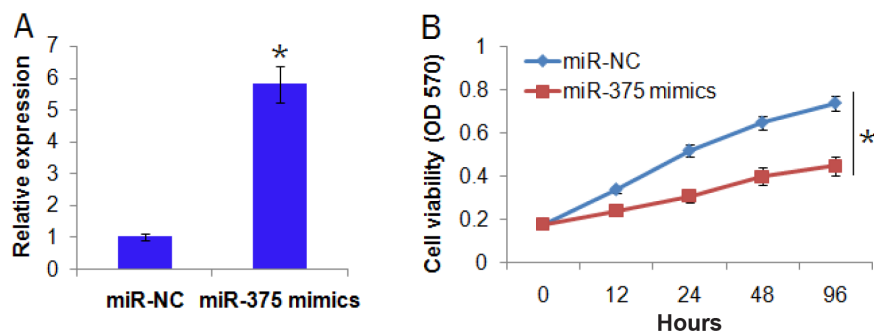 A
Relative expression
7
6
5
4
3
2
1
0
*
miR-NC miR-375 mimics
B
Cell viability (OD 570)
1
0.8
0.6
0.4
0.2
0
miR-NC
miR-375 mimics
*
0 12 24 48 96
Hours